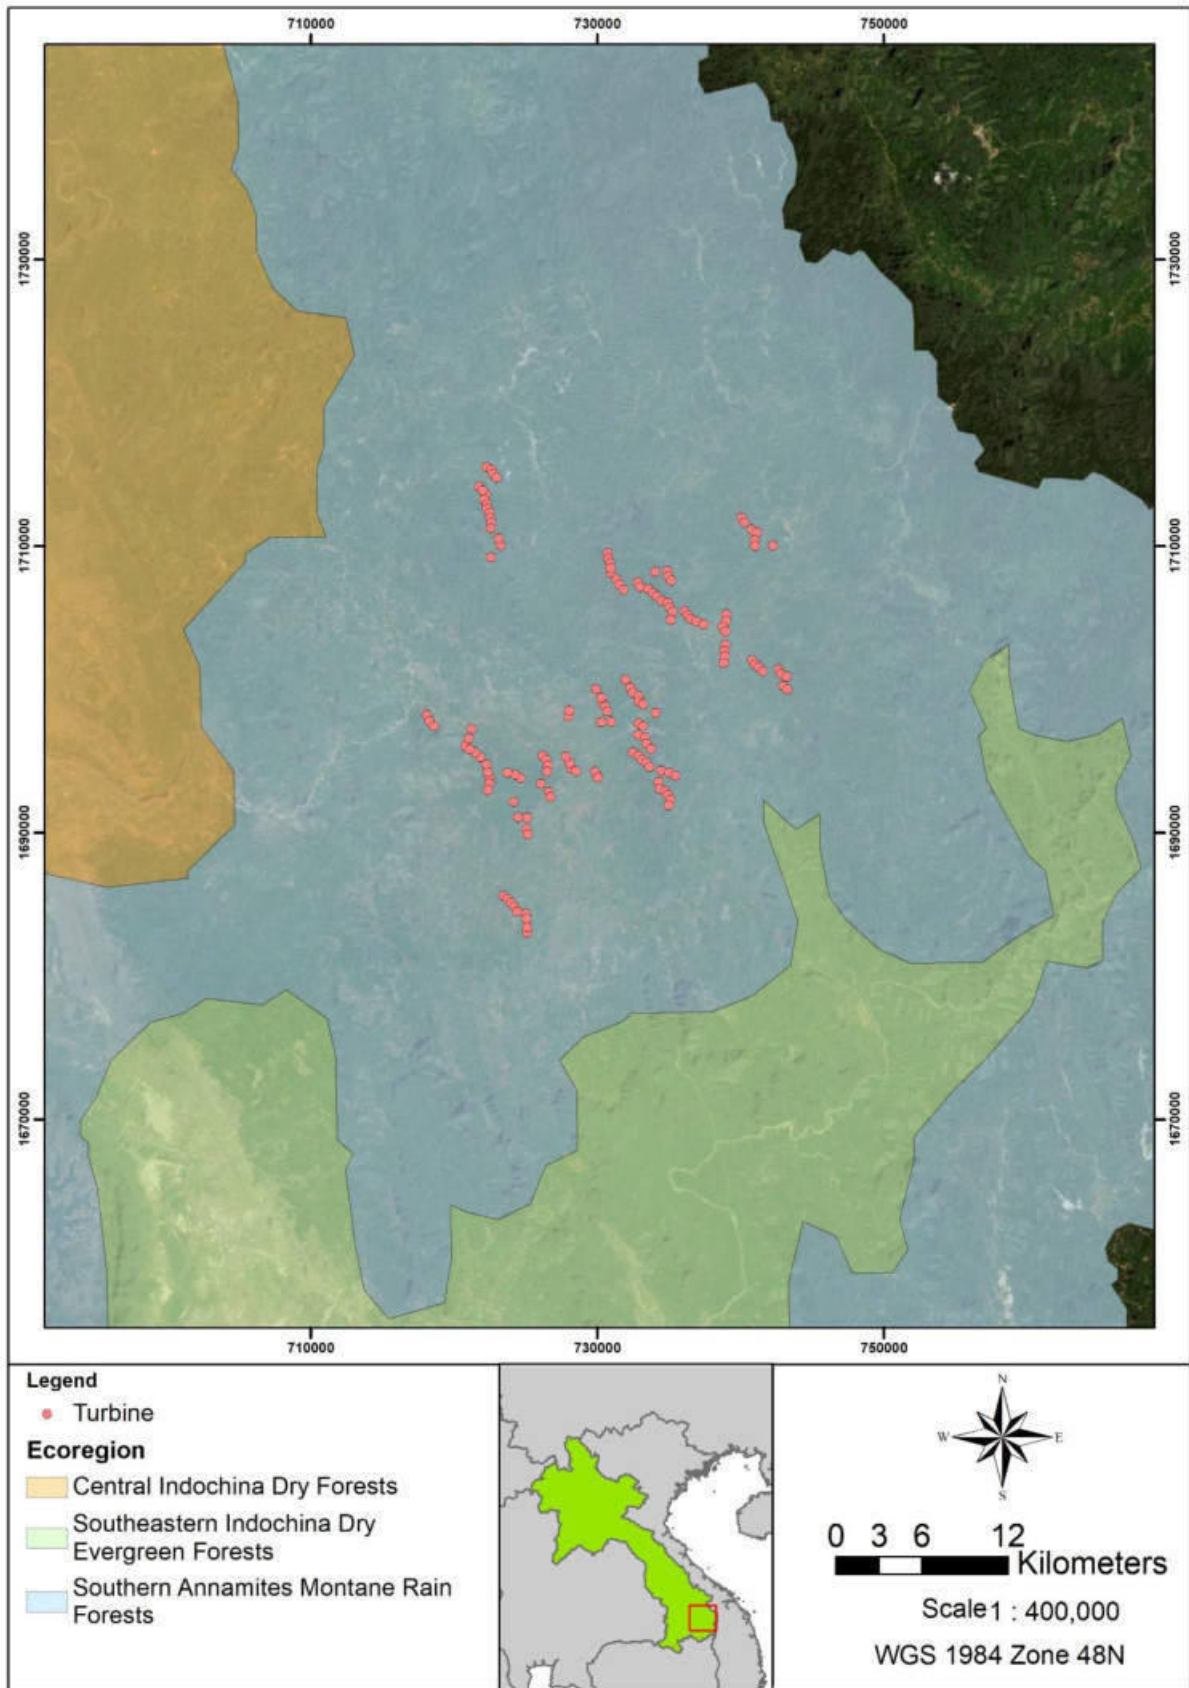 710000
730000
750000
1730000
1730000
1710000
1710000
1690000
1690000
1670000
1670000
710000
730000
750000
Legend
Turbine
Ecoregion
Central Indochina Dry Forests
Southeastern Indochina Dry
Evergreen Forests
Southern Annamites Montane Rain
Forests
N
W
E
S
0 3 6 12
Kilometers
Scale 1 : 400,000
WGS 1984 Zone 48N